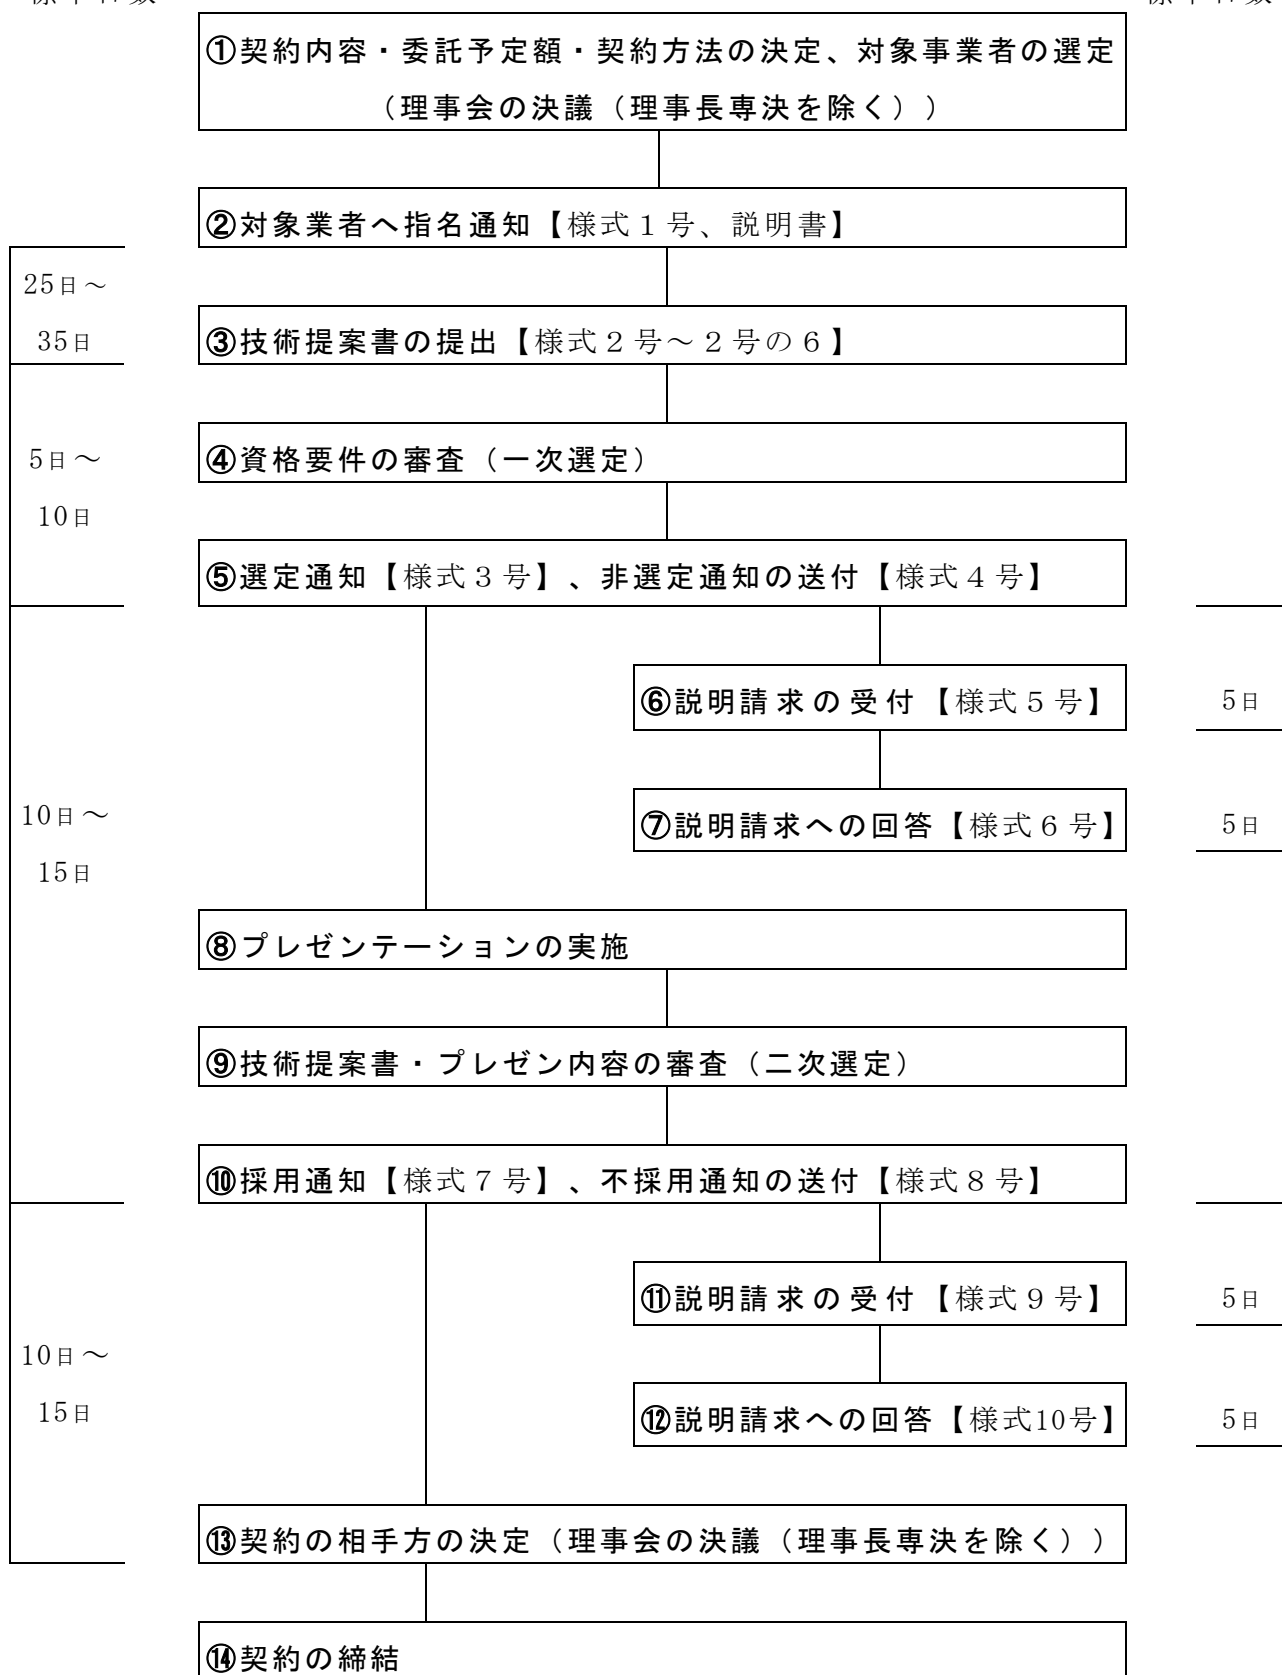 ①契約内容・委託予定額・契約方法の決定、対象事業者の選定
（理事会の決議（理事長専決を除く））
②対象業者へ指名通知【様式１号、説明書】
25日～
35日
③技術提案書の提出【様式２号～２号の６】
5日～
10日
④資格要件の審査（一次選定）
⑤選定通知【様式３号】、非選定通知の送付【様式４号】
⑥説明請求の受付【様式５号】
5日
10日～
15日
⑦説明請求への回答【様式６号】
5日
⑧プレゼンテーションの実施
⑨技術提案書・プレゼン内容の審査（二次選定）
⑩採用通知【様式７号】、不採用通知の送付【様式８号】
⑪説明請求の受付【様式９号】
5日
10日～
15日
⑫説明請求への回答【様式10号】
5日
⑬契約の相手方の決定（理事会の決議（理事長専決を除く））
⑭契約の締結